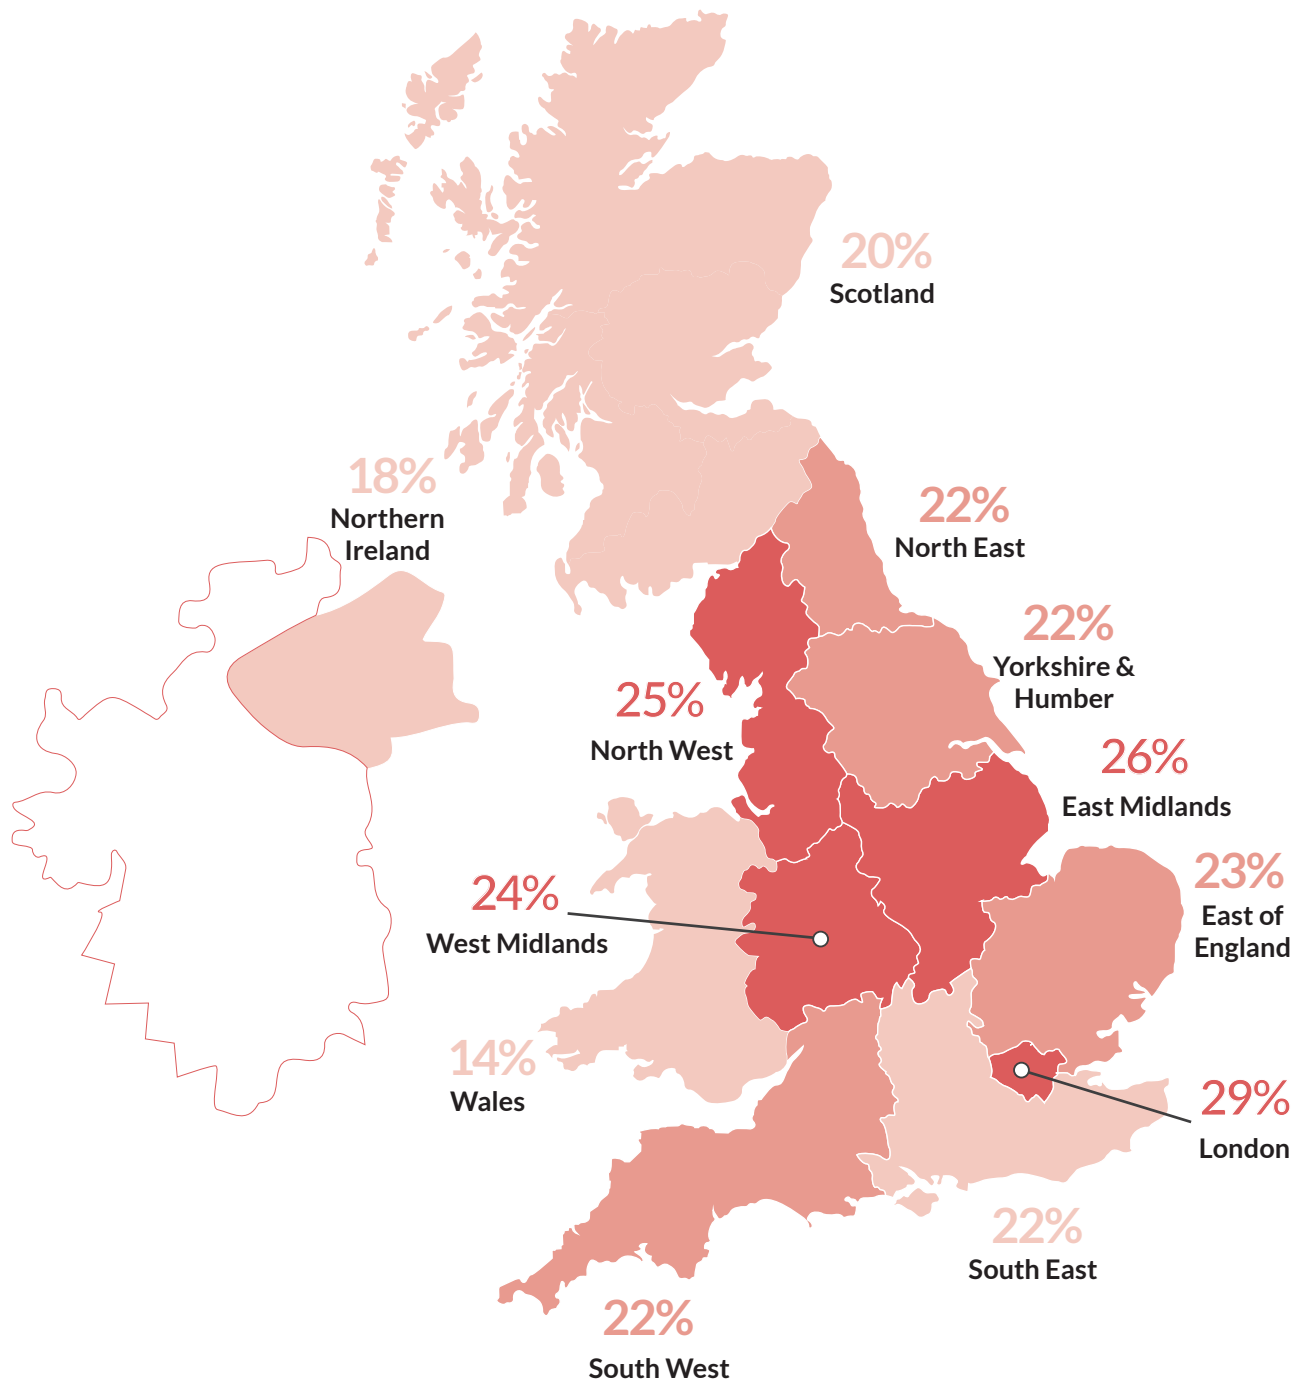 20%
Scotland
18%
Northern
Ireland
22%
North East
22%
Yorkshire &
Humber
25%
North West
26%
East Midlands
23%
East of
England
24%
West Midlands
14%
Wales
29%
London
22%
South East
22%
South West